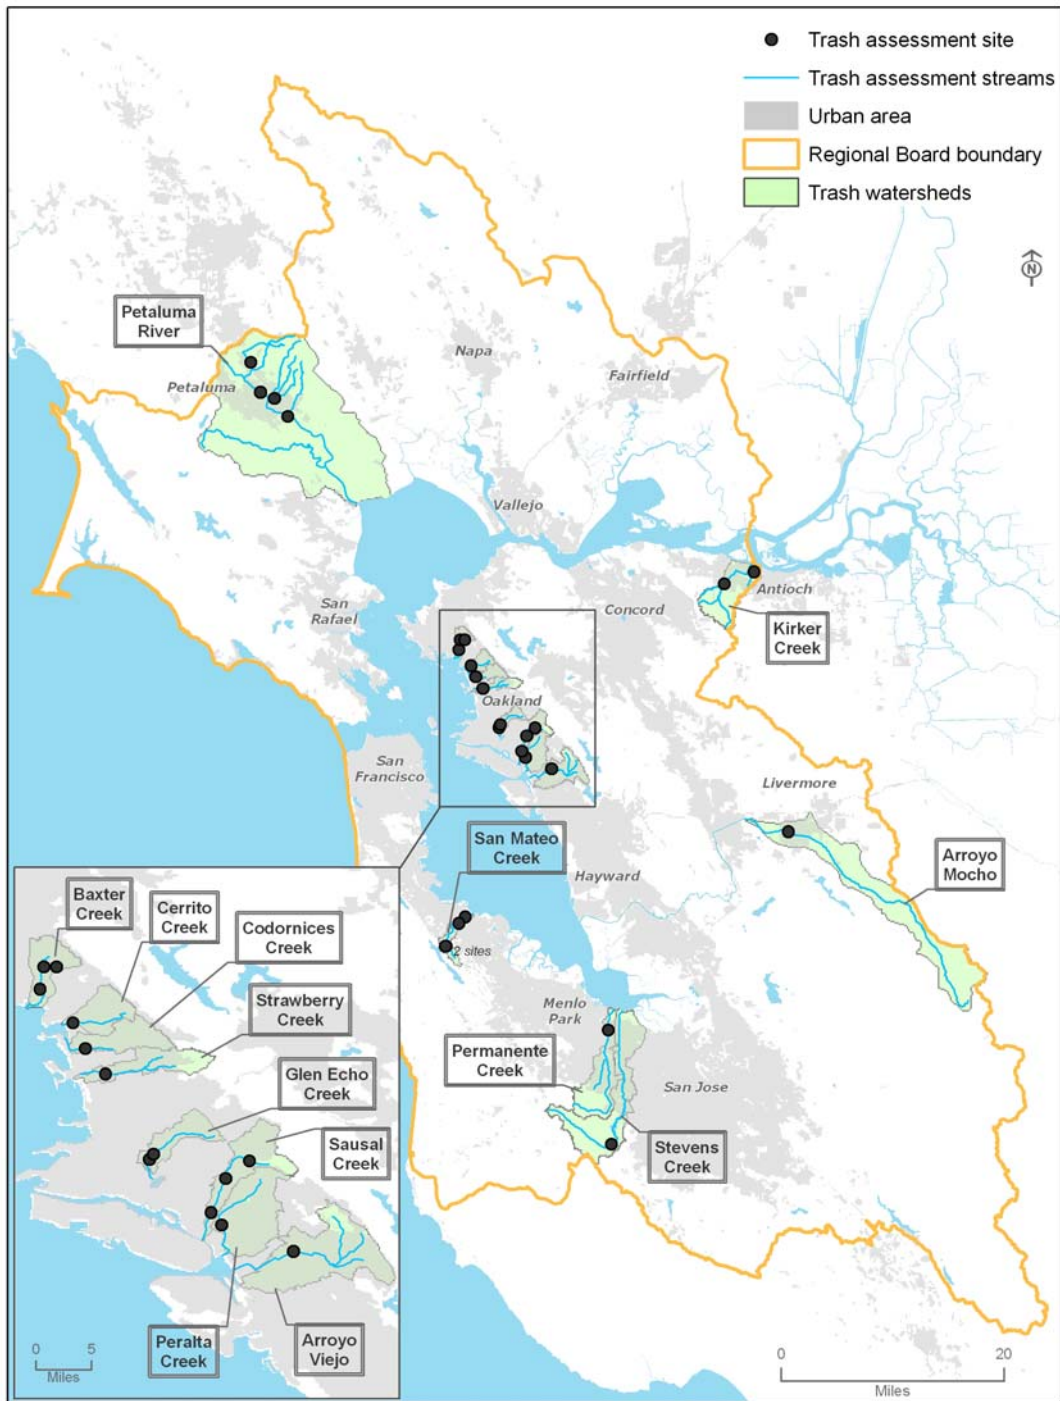 Trash assessment site
Trash assessment streams
Urban area
Regional Board boundary
Trash watersheds
N
Petaluma
River
Napa
Petaluma
Fairfield
Vallejo
Antioch
San
Rafael
Concord
Kirker
Creek
Oakland
San
Francisco
Livermore
San Mateo
Creek
Arroyo
Mocho
Hayward
2 sites
Menlo
Park
Permanente
Creek
San Jose
Stevens
Creek
Baxter
Creek
Cerrito
Creek
Codornices
Creek
Strawberry
Creek
Glen Echo
Creek
Sausal
Creek
Peralta
Creek
Arroyo
Viejo
0 5
Miles
0 20
Miles